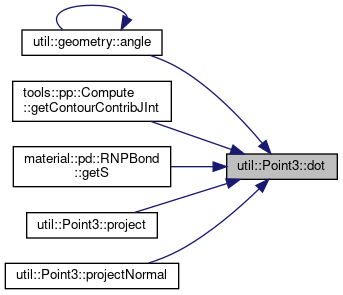 util::geometry::angle
tools::pp::Compute
::getContourContribJInt
material::pd::RNPBond
::getS
util::Point3::dot
util::Point3::project
util::Point3::projectNormal